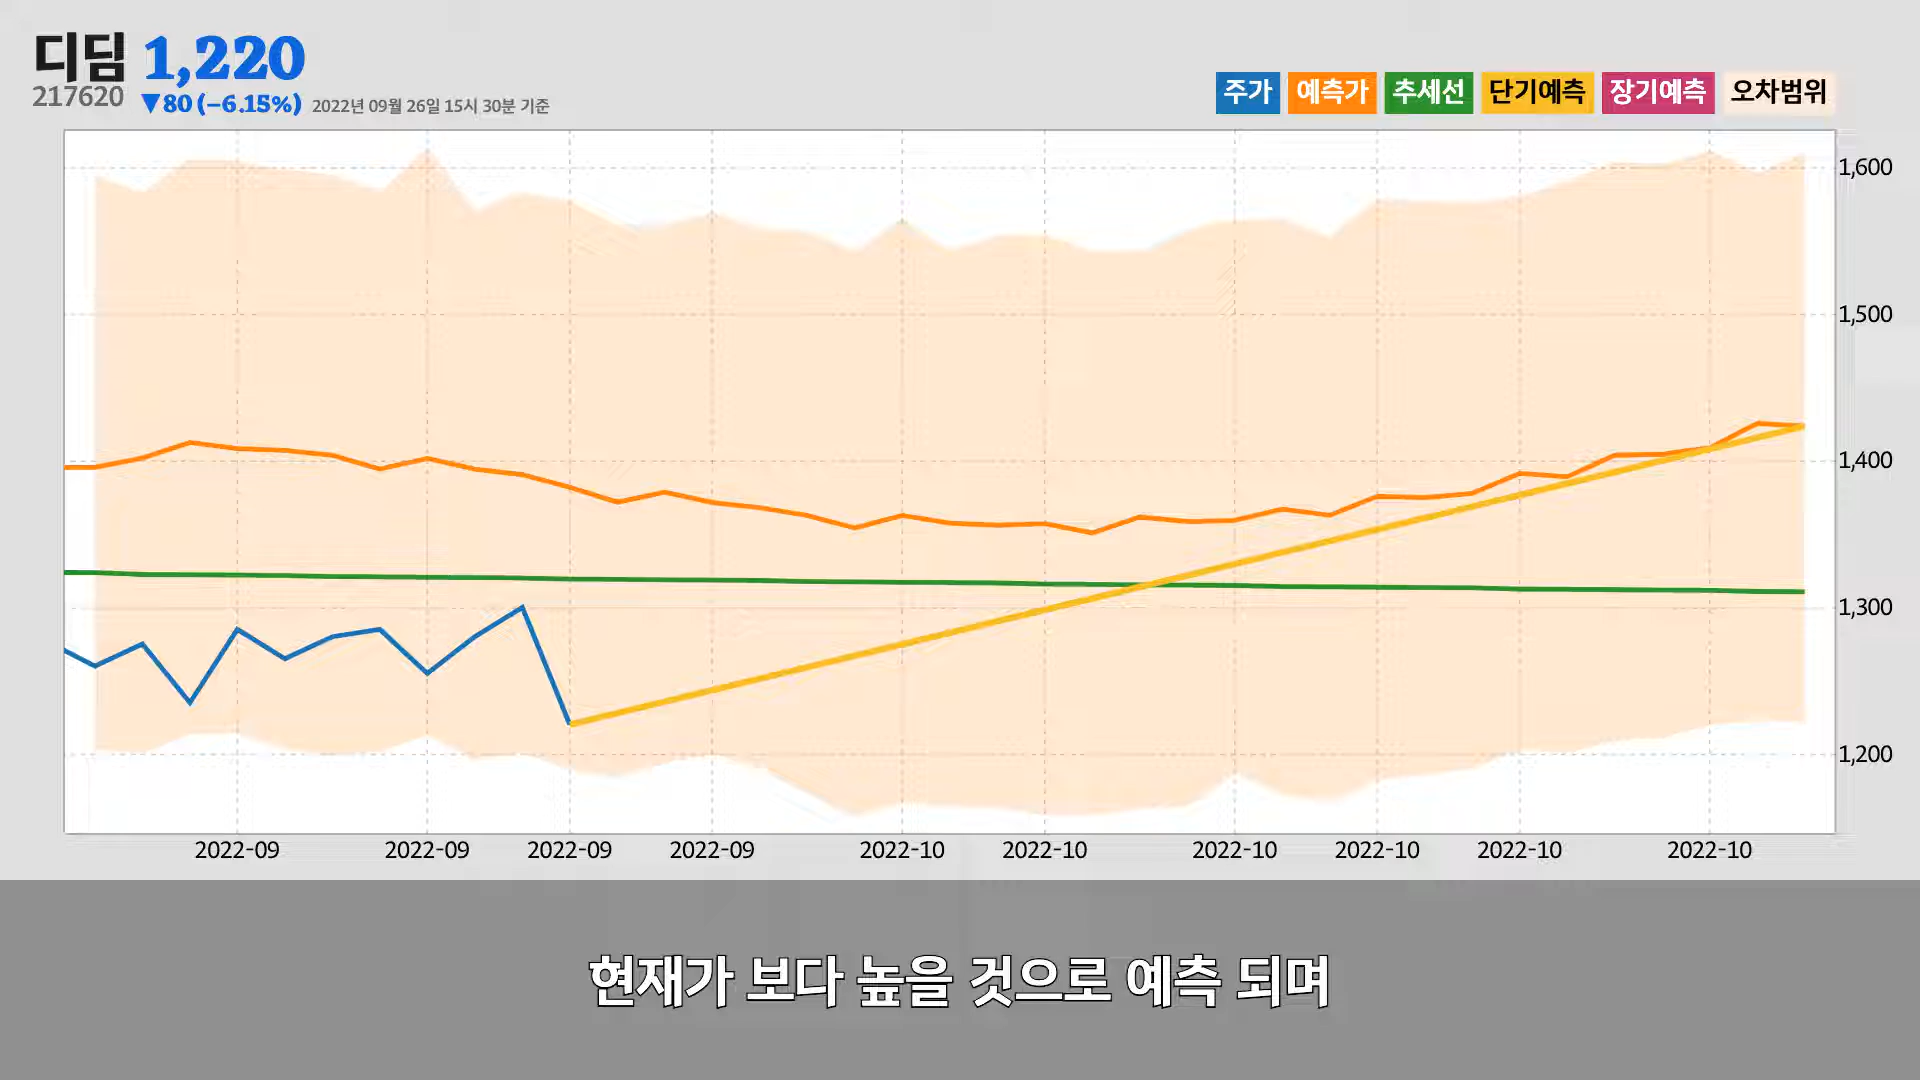 디딤 1,220
217620 ▼80 (−6.15%) 2022년 09월 26일 15시 30분 기준
주가 예측가 추세선 단기예측 장기예측 오차범위
1,600
1,500
1,400
1,300
1,200
2022-09 2022-09 2022-09 2022-09 2022-10 2022-10 2022-10 2022-10 2022-10 2022-10
현재가 보다 높을 것으로 예측 되며